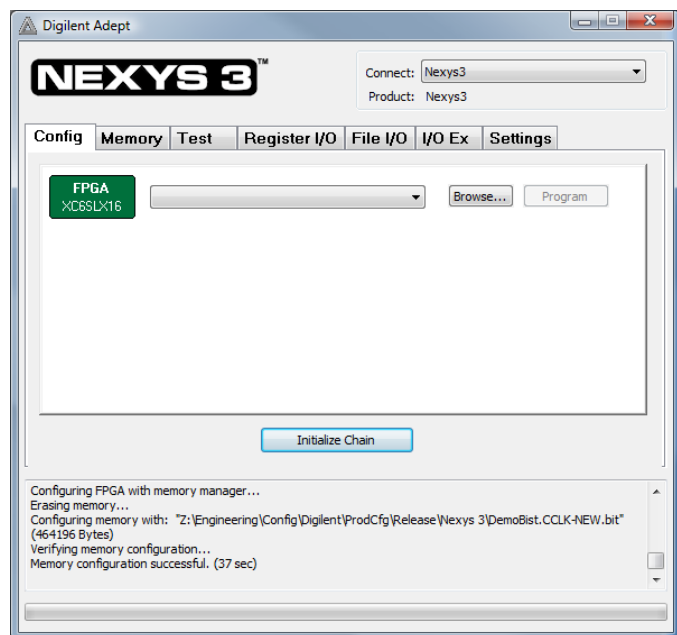 Digilent Adept
NEXYS 3™
Connect: Nexys3
Product: Nexys3
Config Memory Test Register I/O File I/O I/O Ex Settings
FPGA
XC6SLX16
Browse... Program
Initialize Chain
Configuring FPGA with memory manager...
Erasing memory...
Configuring memory with: "Z:\Engineering\Config\Digilent\ProdCfg\Release\Nexys 3\DemoBist.CCLK-NEW.bit"
(464196 Bytes)
Verifying memory configuration...
Memory configuration successful. (37 sec)